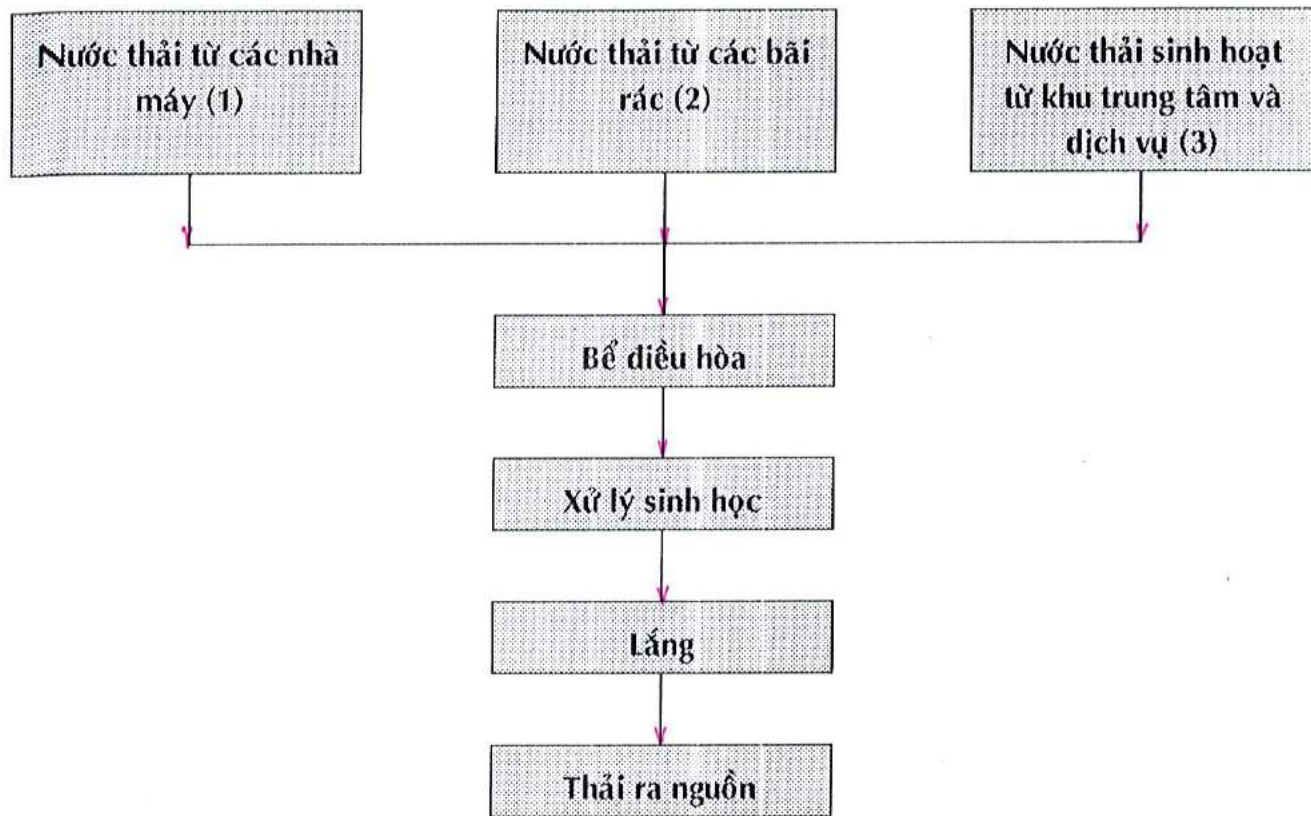 Nước thải từ các nhà
máy (1)
Nước thải từ các bãi
rác (2)
Nước thải sinh hoạt
từ khu trung tâm và
dịch vụ (3)
Bể điều hòa
Xử lý sinh học
Lắng
Thải ra nguồn